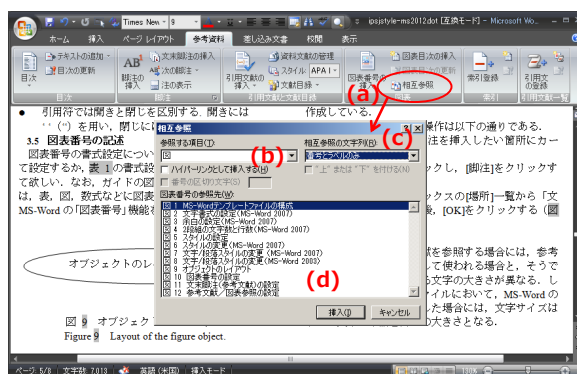 Times New
9
ipsjstyle-ms2012.dot [互換モード] - Microsoft Wo...
ホーム 挿入 ページ レイアウト 参考資料 差し込み文書 校閲 表示
目次
テキストの追加
目次の更新
目次
AB
脚注の挿入
文末脚注の挿入
次の脚注
注の表示
脚注
引用文献の挿入
資料文献の管理
スタイル: APA
文献目録
引用文献と文献目録
図表番号の挿入
図表目次の挿入
相互参照
索引登録
索引
引用文の登録
引用文献一覧
(a)
● 引用符では開きと閉じを区別する. 開きには
作成している.
3.5 図表番号の記述
図表番号の書式設定につい
て設定するが, 表 1 の書式設
て欲しい. なお, ガイドの図
は, 表, 図, 数式などに図表
MS-Word の「図表番号」機能を
オブジェクトのレ
図 9 オブジェク
Figure 9 Layout of the figure object.
操作は以下の通りである.
注を挿入したい箇所にカー
ックし, [脚注]をクリックす
ックスの[場所]一覧から「文
後, [OK]をクリックする (図
献を参照する場合には, 参考
して使われる場合と, そうで
る文字の大きさが異なる. し
イルにおいて, MS-Word の
した場合には, 文字サイズは
の大きさとなる.
相互参照
参照する項目(T):
図
(b)
相互参照の文字列(R):
(c)
番号とラベルのみ
ハイパーリンクとして挿入する(H)
"上" または "下" を付ける(N)
番号の区切り文字(S)
図表番号の参照先(W):
図 1 MS-Wordテンプレートファイルの構成
図 2 文字書式の設定(MS-Word 2007)
図 3 余白の設定(MS-Word 2007)
図 4 2段組の文字数と行数(MS-Word 2007)
図 5 スタイルの設定
図 6 スタイルの変更(MS-Word 2007)
図 7 文字/段落スタイルの変更(MS-Word 2007)
図 8 文字/段落スタイルの変更(MS-Word 2003)
図 9 オブジェクトのレイアウト
図 10 図表番号の設定
図 11 文末脚注(参考文献)の設定
図 12 参考文献/図表参照の設定
(d)
挿入(I)
キャンセル
ページ: 5/8 文字数: 7,013 英語 (米国) 挿入モード 130%